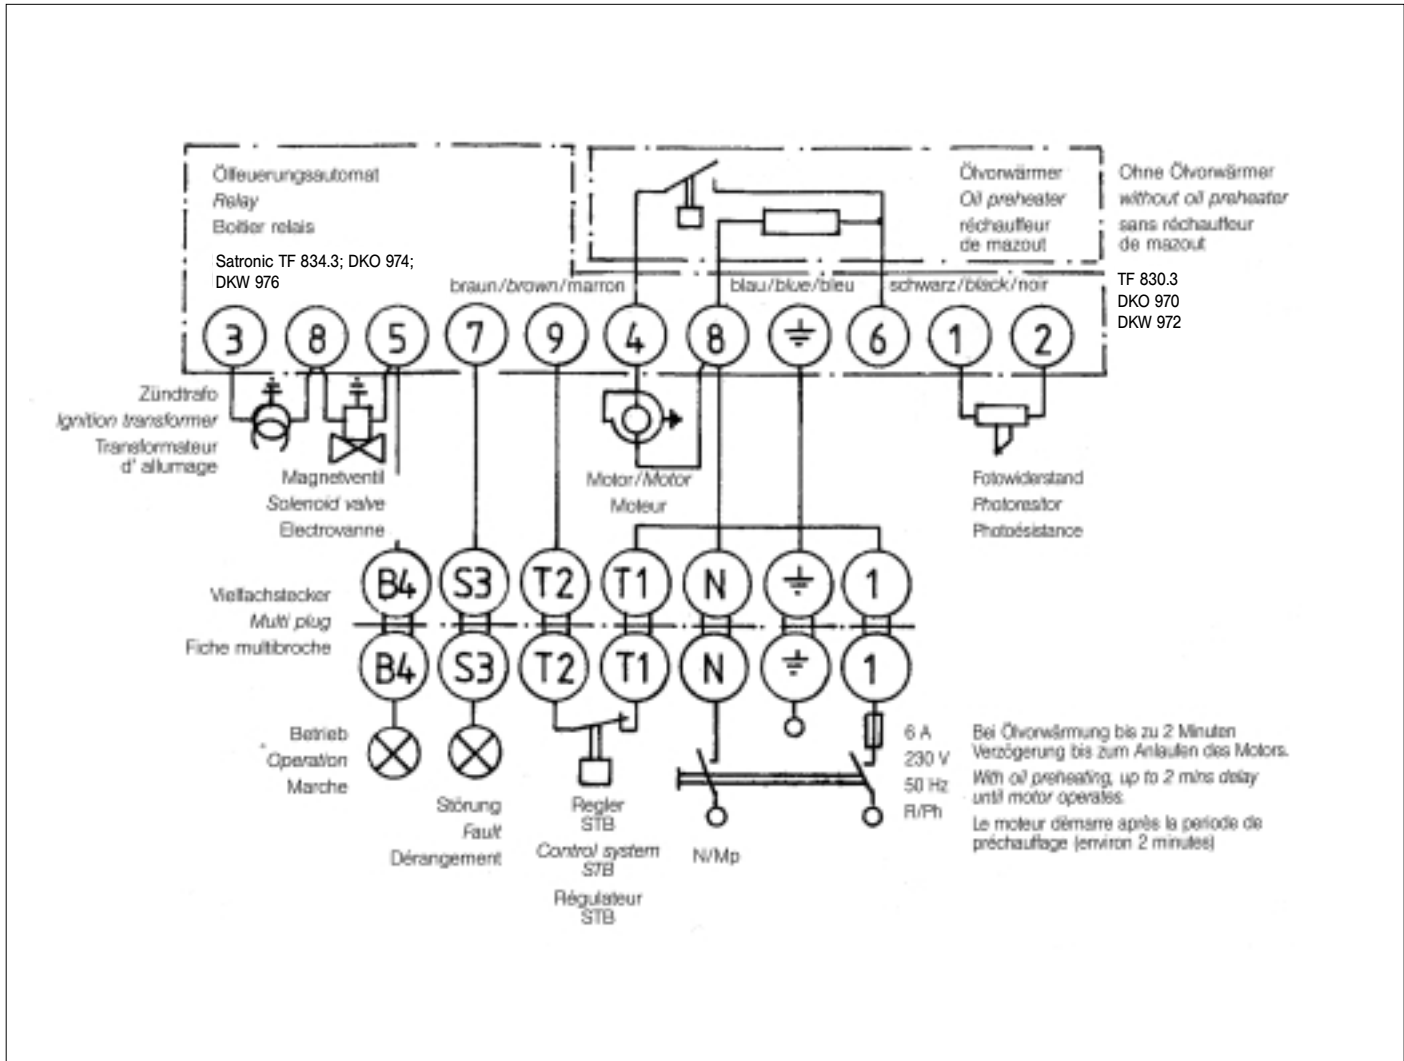 Ölfeuerungsautomat
Relay
Boitier relais
Satronic TF 834.3; DKO 974;
DKW 976
Ölvorwärmer
Oil preheater
réchauffeur
de mazout
Ohne Ölvorwärmer
without oil preheater
sans réchauffeur
de mazout
TF 830.3
DKO 970
DKW 972
braun/brown/marron
blau/blue/bleu
schwarz/black/noir
3 8 5 7 9 4 8 6 1 2
Zündtrafo
Ignition transformer
Transformateur
d' allumage
Magnetventil
Solenoid valve
Electrovanne
Motor/Motor
Moteur
Fotowiderstand
Photoresitor
Photoésistance
Vielfachstecker
Multi plug
Fiche multibroche
B4 S3 T2 T1 N 1
B4 S3 T2 T1 N 1
Betrieb
Operation
Marche
Störung
Fault
Dérangement
Regler
STB
Control system
STB
Régulateur
STB
N/Mp
6 A
230 V
50 Hz
R/Ph
Bei Ölvorwärmung bis zu 2 Minuten
Verzögerung bis zum Anlaufen des Motors.
With oil preheating, up to 2 mins delay
until motor operates.
Le moteur démarre après la periode de
préchauffage (environ 2 minutes)